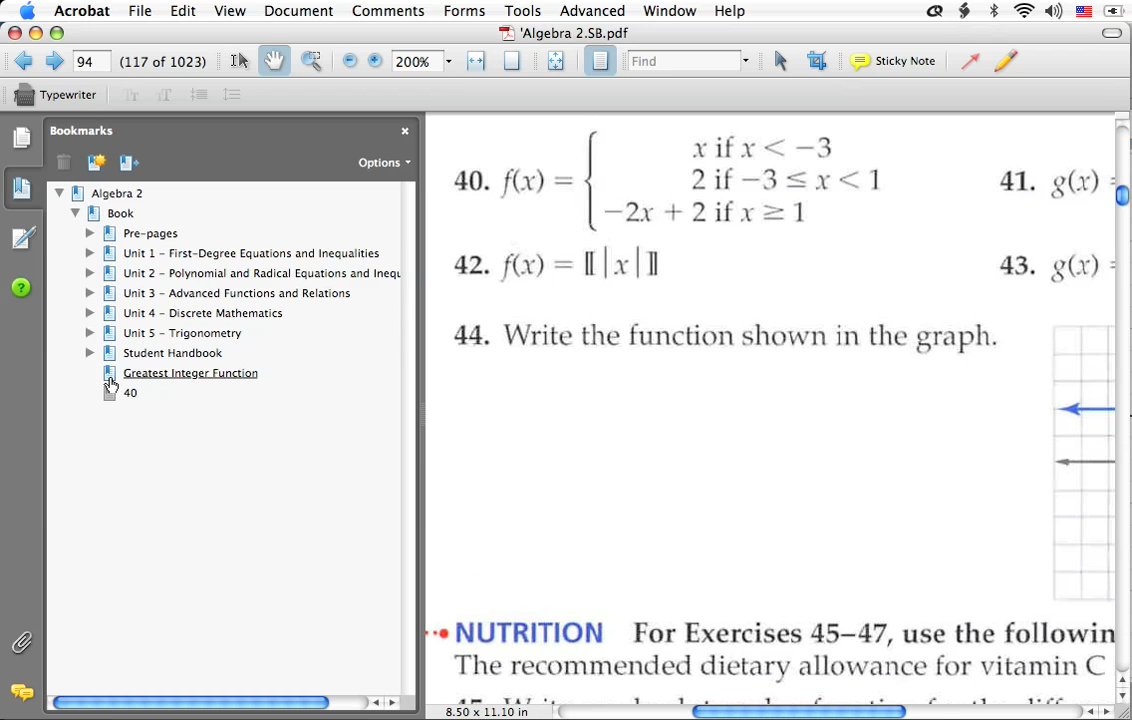 Acrobat File Edit View Document Comments Forms Tools Advanced Window Help
'Algebra 2.SB.pdf
94 (117 of 1023) 200% Find Sticky Note
Typewriter Tr Tr
Bookmarks
Options
Algebra 2
Book
Pre-pages
Unit 1 – First-Degree Equations and Inequalities
Unit 2 – Polynomial and Radical Equations and Inequ
Unit 3 – Advanced Functions and Relations
Unit 4 – Discrete Mathematics
Unit 5 – Trigonometry
Student Handbook
Greatest Integer Function
40
x if x < −3
40. f(x) = { 2 if −3 ≤ x < 1 41. g(x) =
−2x + 2 if x ≥ 1
42. f(x) = ⟦|x|⟧ 43. g(x) =
44. Write the function shown in the graph.
NUTRITION For Exercises 45–47, use the followin
The recommended dietary allowance for vitamin C
8.50 x 11.10 in